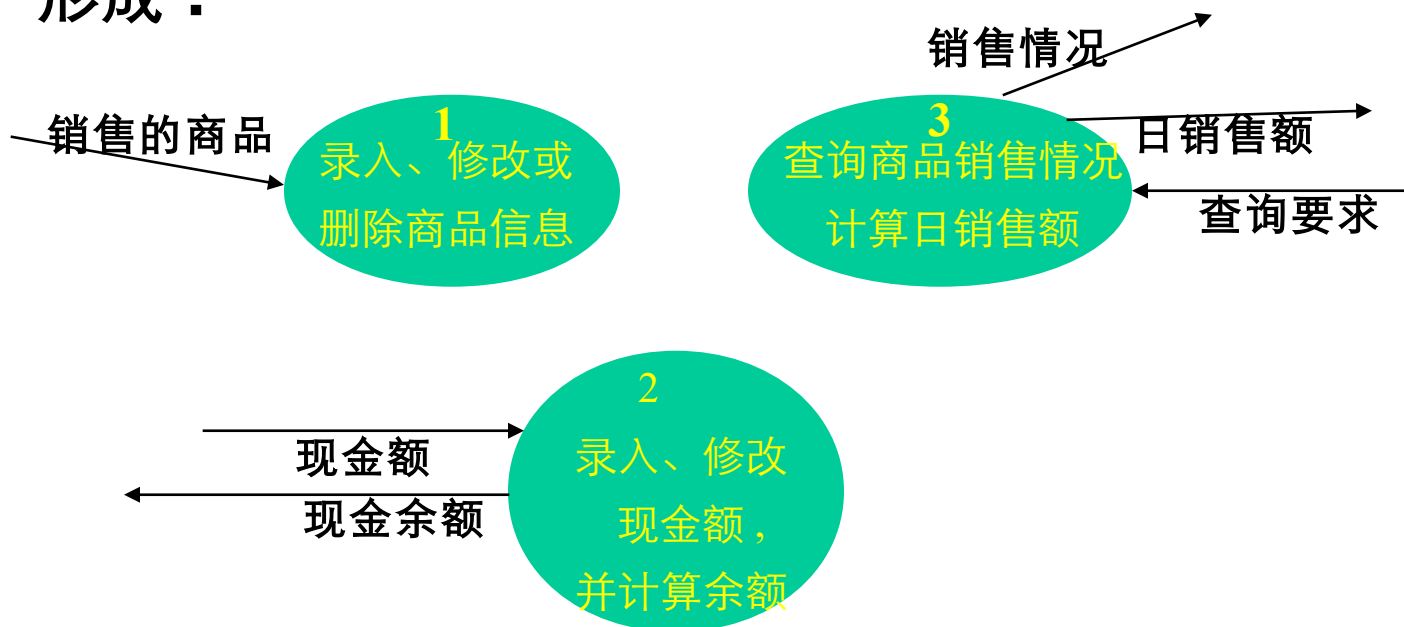 形成：
销售的商品
1
录入、修改或
删除商品信息
销售情况
3
查询商品销售情况
计算日销售额
日销售额
查询要求
现金额
现金余额
2
录入、修改
现金额,
并计算余额